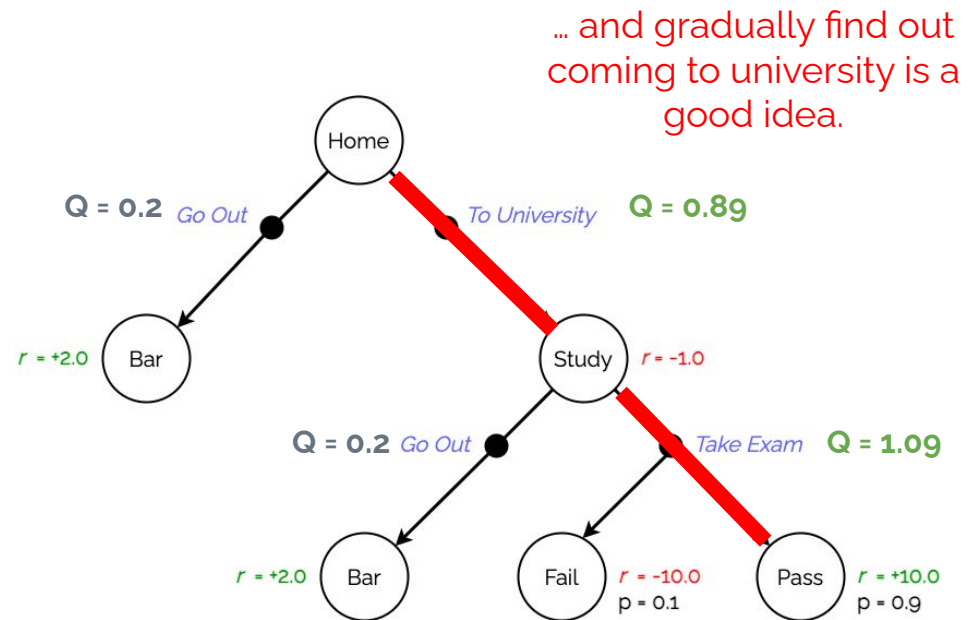 … and gradually find out
coming to university is a
good idea.
Home
Q = 0.2 Go Out
To University Q = 0.89
r = +2.0 Bar
Study r = -1.0
Q = 0.2 Go Out
Take Exam Q = 1.09
r = +2.0 Bar
Fail r = -10.0
p = 0.1
Pass r = +10.0
p = 0.9